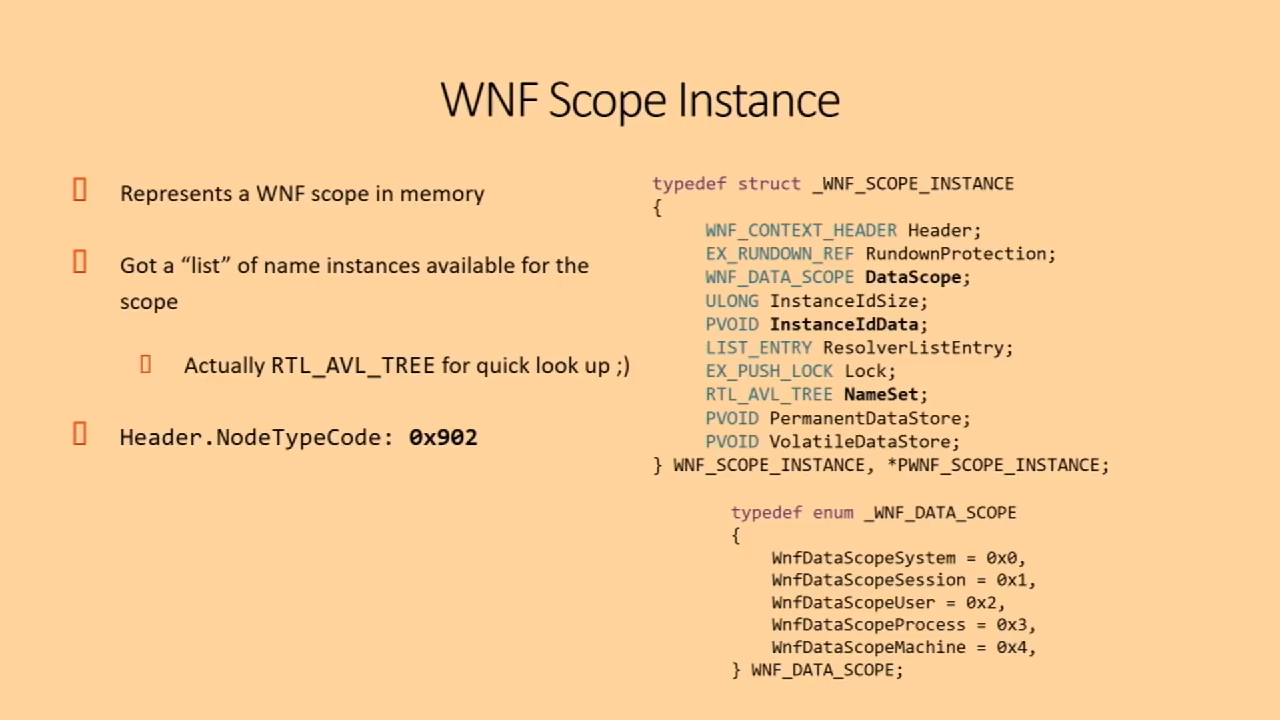 WNF Scope Instance
Represents a WNF scope in memory
Got a “list” of name instances available for the
scope
Actually RTL_AVL_TREE for quick look up ;)
Header.NodeTypeCode: 0x902
typedef struct _WNF_SCOPE_INSTANCE
{
WNF_CONTEXT_HEADER Header;
EX_RUNDOWN_REF RundownProtection;
WNF_DATA_SCOPE DataScope;
ULONG InstanceIdSize;
PVOID InstanceIdData;
LIST_ENTRY ResolverListEntry;
EX_PUSH_LOCK Lock;
RTL_AVL_TREE NameSet;
PVOID PermanentDataStore;
PVOID VolatileDataStore;
} WNF_SCOPE_INSTANCE, *PWNF_SCOPE_INSTANCE;
typedef enum _WNF_DATA_SCOPE
{
WnfDataScopeSystem = 0x0,
WnfDataScopeSession = 0x1,
WnfDataScopeUser = 0x2,
WnfDataScopeProcess = 0x3,
WnfDataScopeMachine = 0x4,
} WNF_DATA_SCOPE;